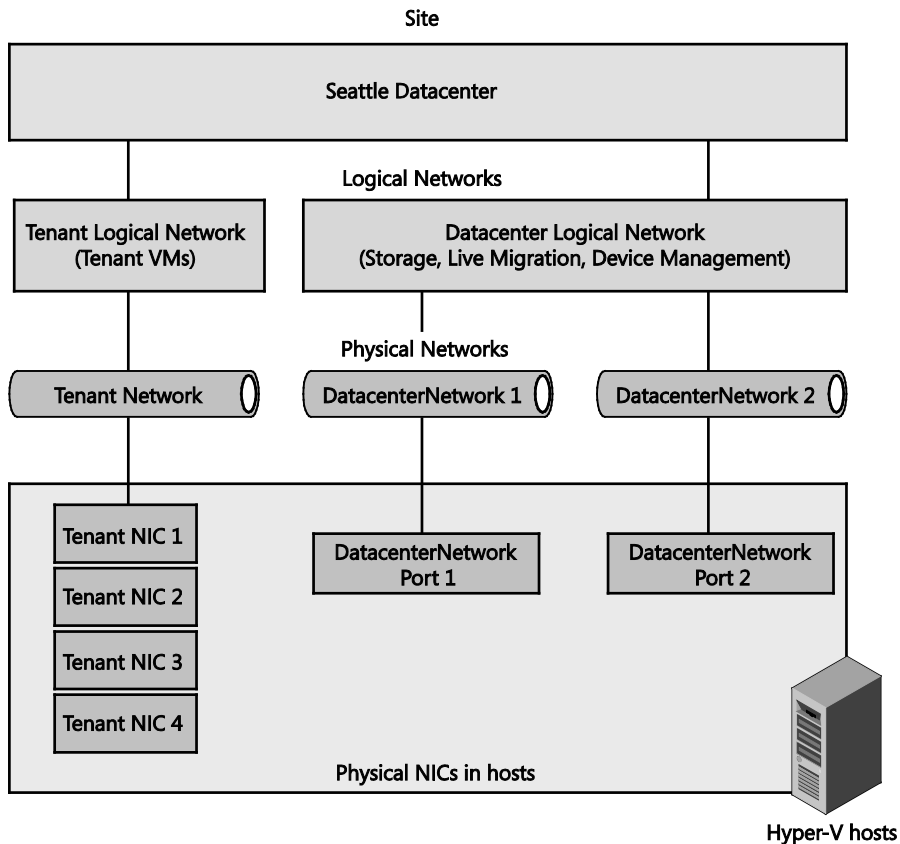 Site
Seattle Datacenter
Logical Networks
Tenant Logical Network
(Tenant VMs)
Datacenter Logical Network
(Storage, Live Migration, Device Management)
Physical Networks
Tenant Network
DatacenterNetwork 1
DatacenterNetwork 2
Tenant NIC 1
Tenant NIC 2
Tenant NIC 3
Tenant NIC 4
DatacenterNetwork
Port 1
DatacenterNetwork
Port 2
Physical NICs in hosts
Hyper-V hosts